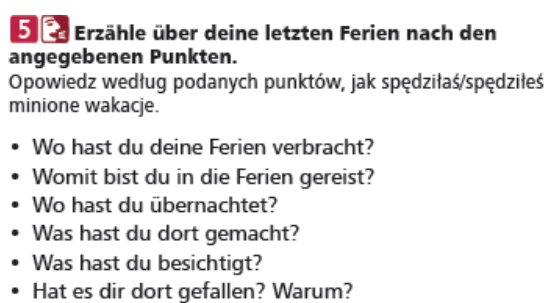 5 Erzähle über deine letzten Ferien nach den
angegebenen Punkten.
Opowiedz według podanych punktów, jak spędziłaś/spędziłeś
minione wakacje.
• Wo hast du deine Ferien verbracht?
• Womit bist du in die Ferien gereist?
• Wo hast du übernachtet?
• Was hast du dort gemacht?
• Was hast du besichtigt?
• Hat es dir dort gefallen? Warum?